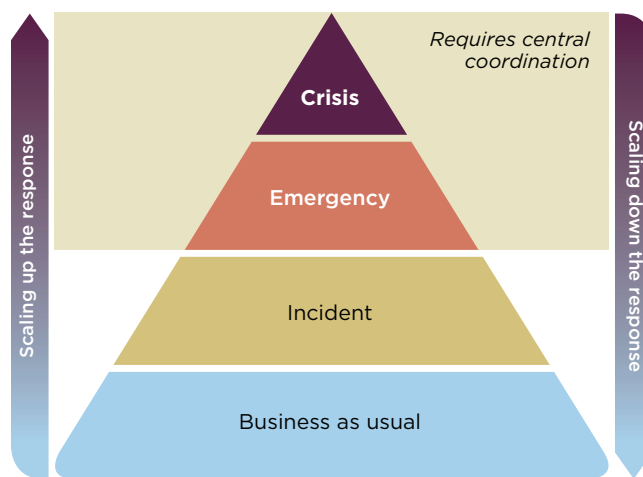 Requires central
coordination
Crisis
Emergency
Incident
Business as usual
Scaling up the response
Scaling down the response